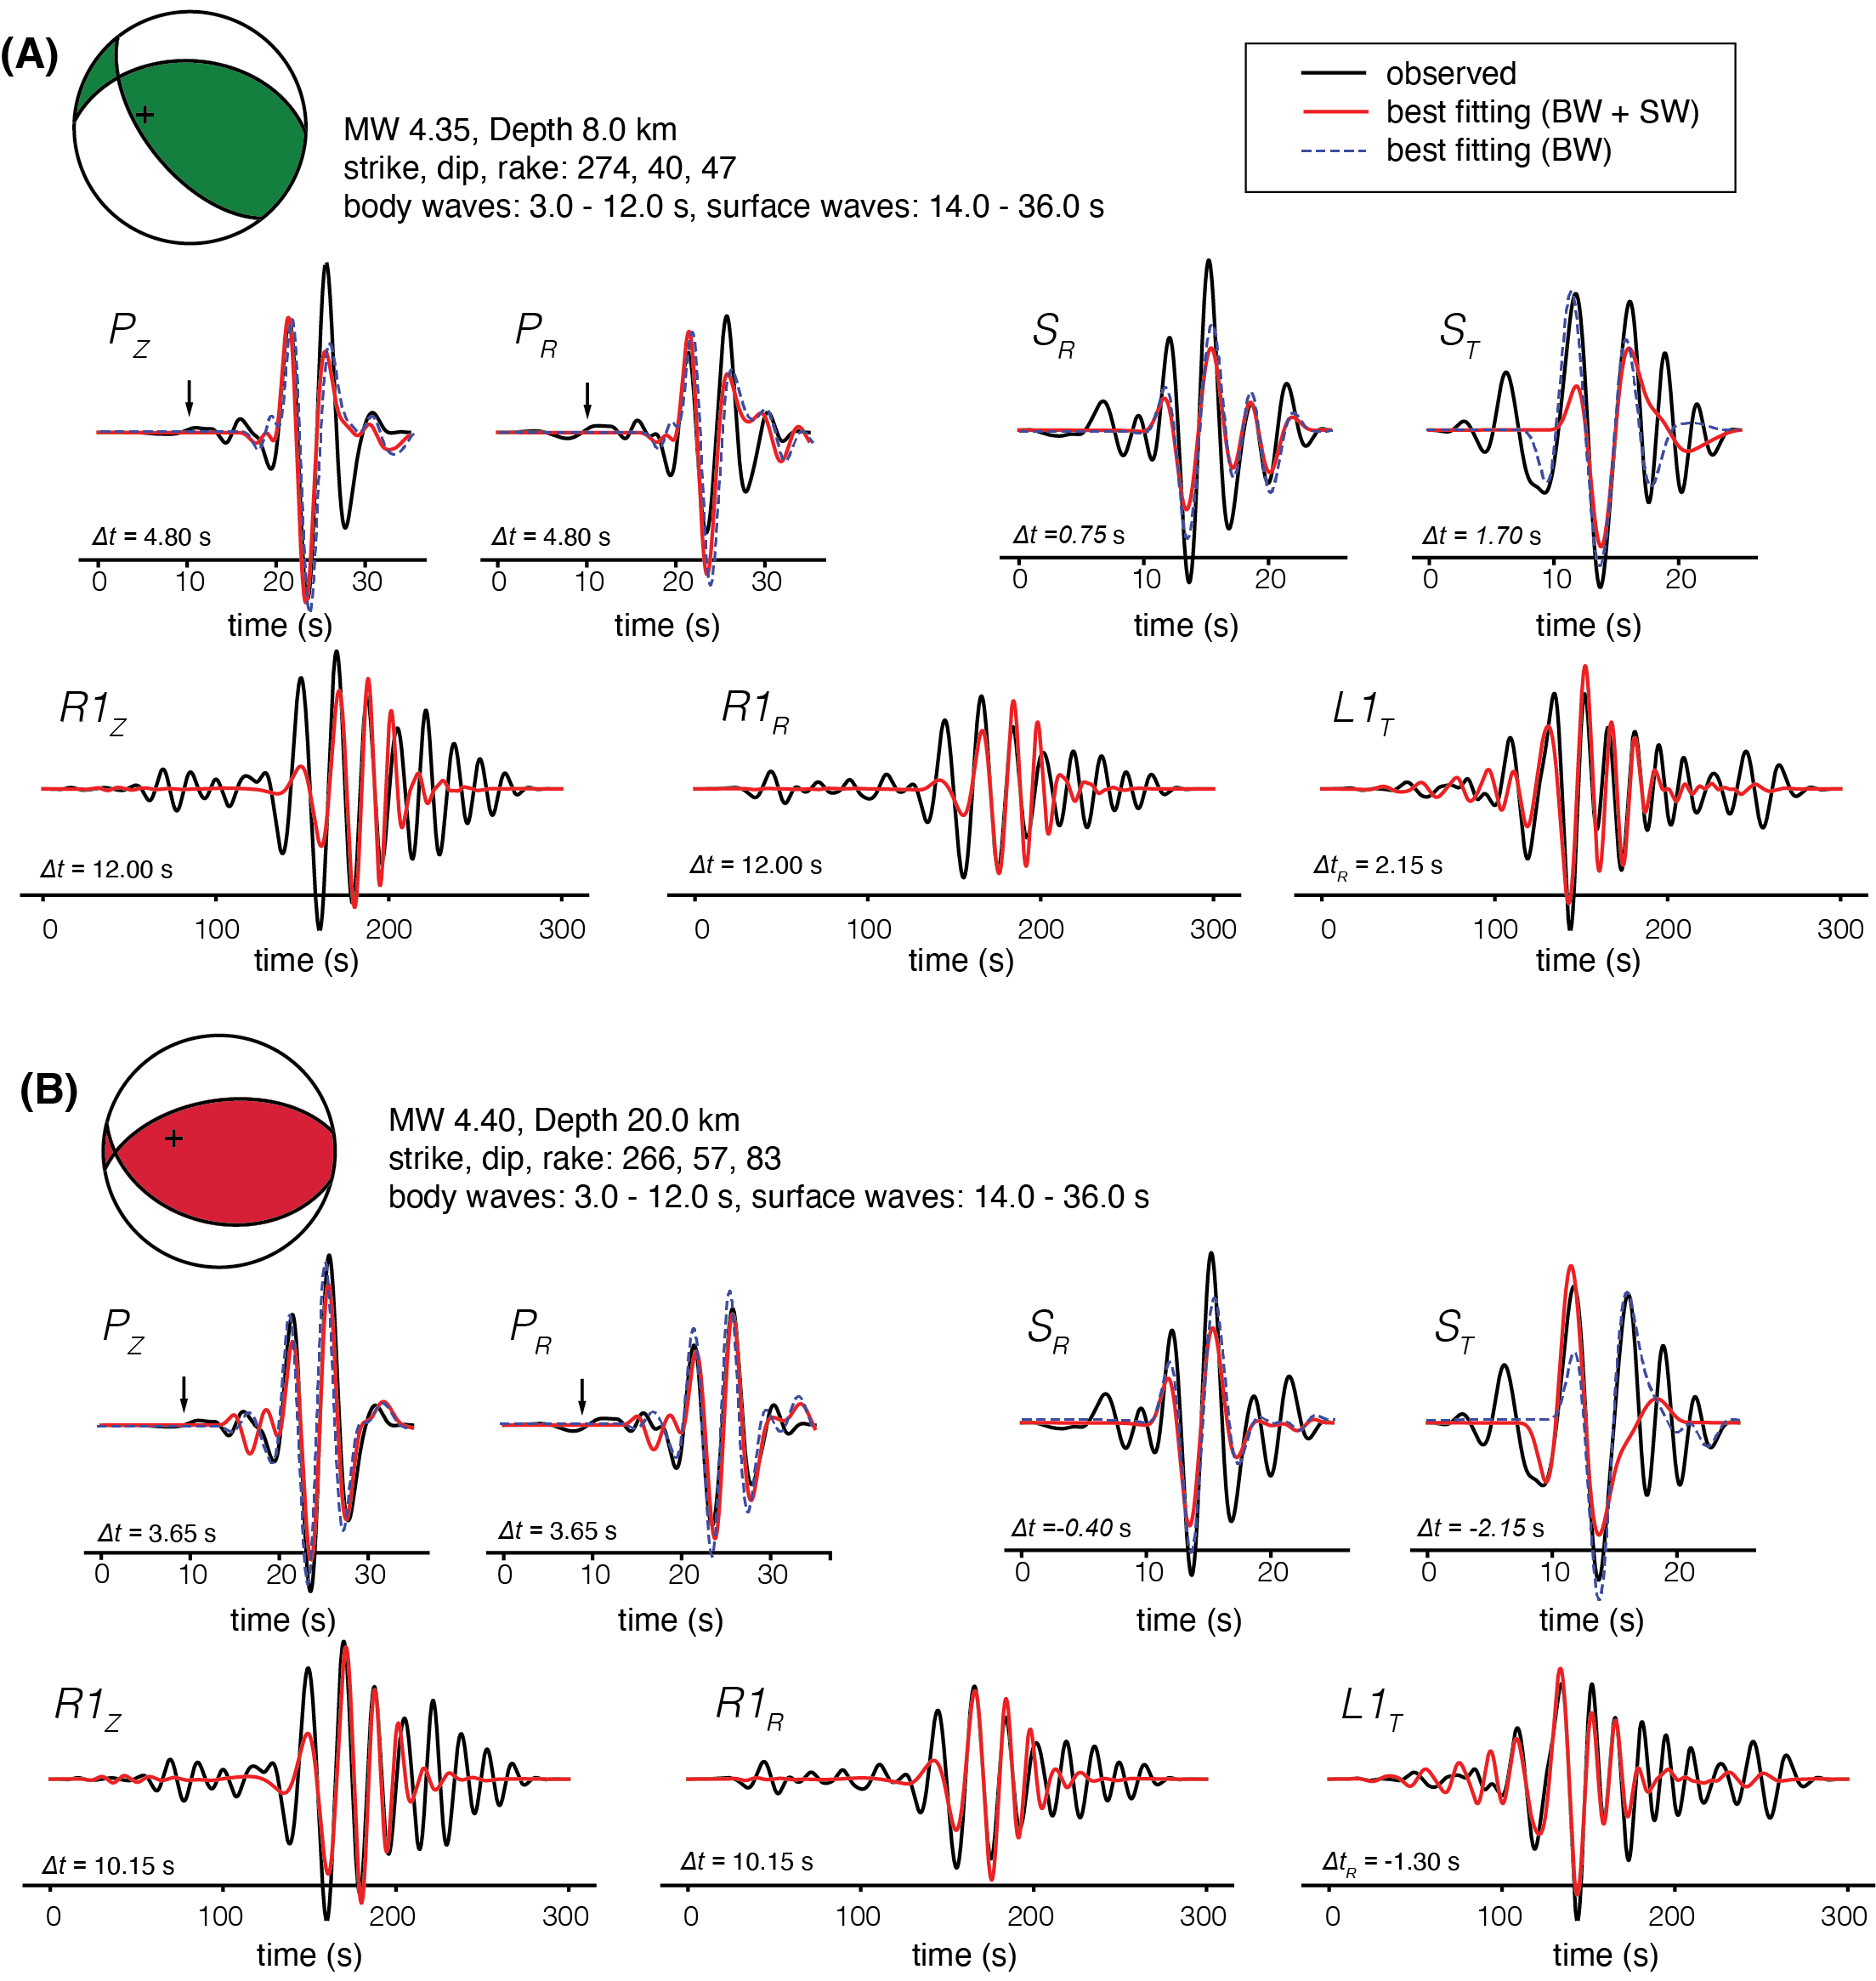 (A)
MW 4.35, Depth 8.0 km
strike, dip, rake: 274, 40, 47
body waves: 3.0 - 12.0 s, surface waves: 14.0 - 36.0 s
observed
best fitting (BW + SW)
best fitting (BW)
PZ
PR
SR
ST
Δt = 4.80 s
Δt = 4.80 s
Δt =0.75 s
Δt = 1.70 s
0 10 20 30
0 10 20 30
0 10 20
0 10 20
time (s)
time (s)
time (s)
time (s)
R1Z
R1R
L1T
Δt = 12.00 s
Δt = 12.00 s
ΔtR = 2.15 s
0 100 200 300
0 100 200 300
0 100 200 300
time (s)
time (s)
time (s)
(B)
MW 4.40, Depth 20.0 km
strike, dip, rake: 266, 57, 83
body waves: 3.0 - 12.0 s, surface waves: 14.0 - 36.0 s
PZ
PR
SR
ST
Δt = 3.65 s
Δt = 3.65 s
Δt =-0.40 s
Δt = -2.15 s
0 10 20 30
0 10 20 30
0 10 20
0 10 20
time (s)
time (s)
time (s)
time (s)
R1Z
R1R
L1T
Δt = 10.15 s
Δt = 10.15 s
ΔtR = -1.30 s
0 100 200 300
0 100 200 300
0 100 200 300
time (s)
time (s)
time (s)